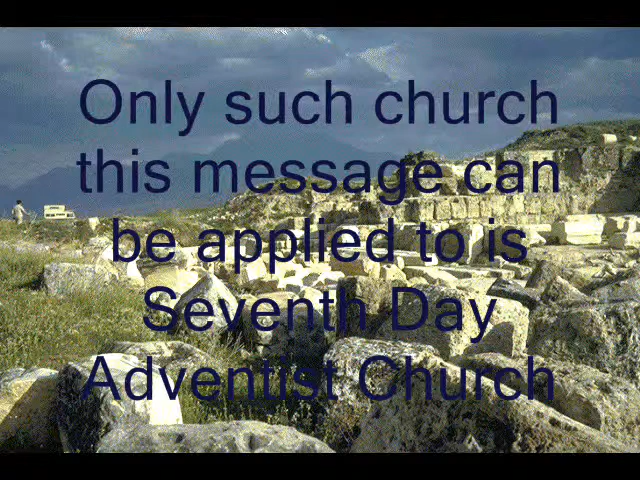 Only such church
this message can
be applied to is
Seventh Day
Adventist Church